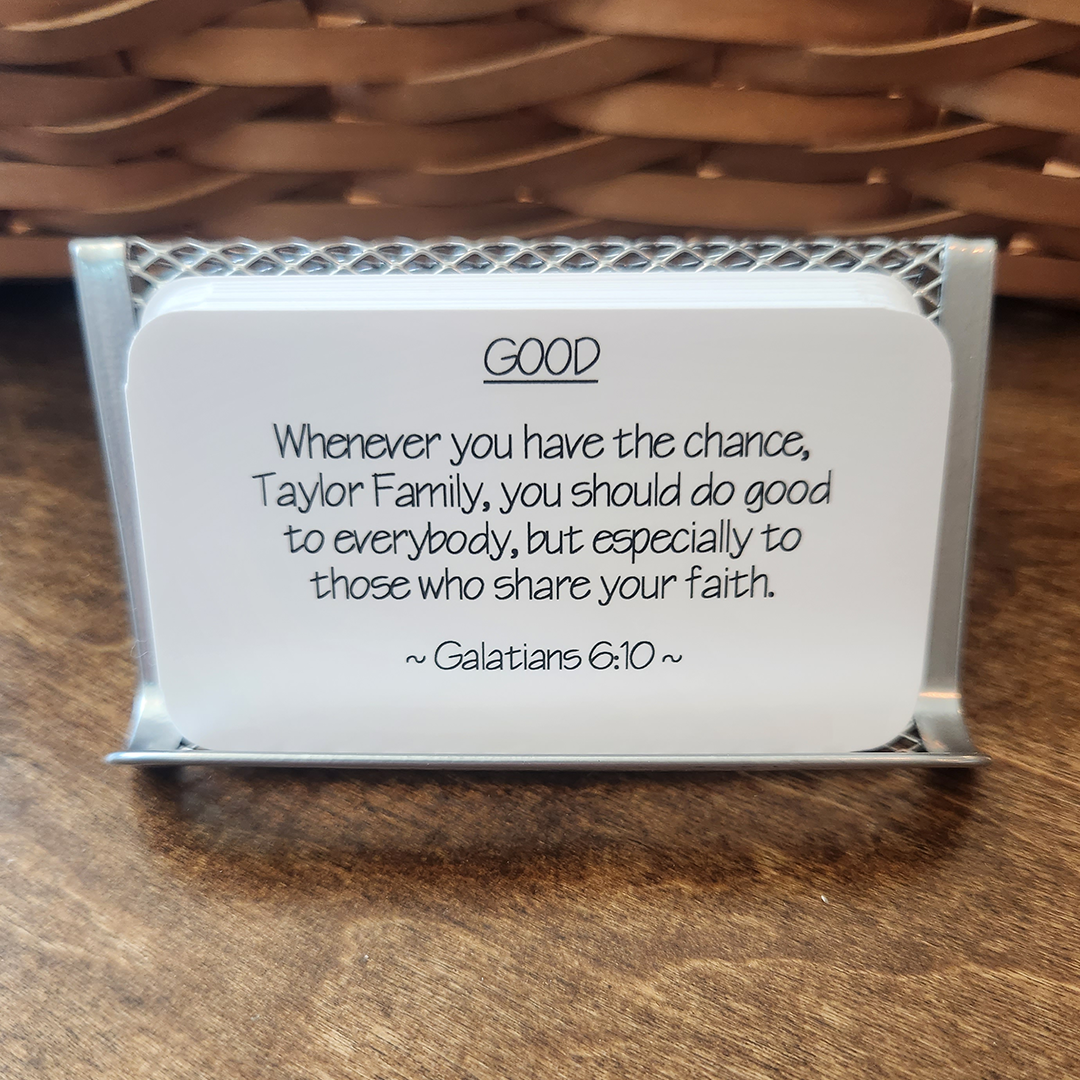 GOOD
Whenever you have the chance,
Taylor Family, you should do good
to everybody, but especially to
those who share your faith.
~ Galatians 6:10 ~